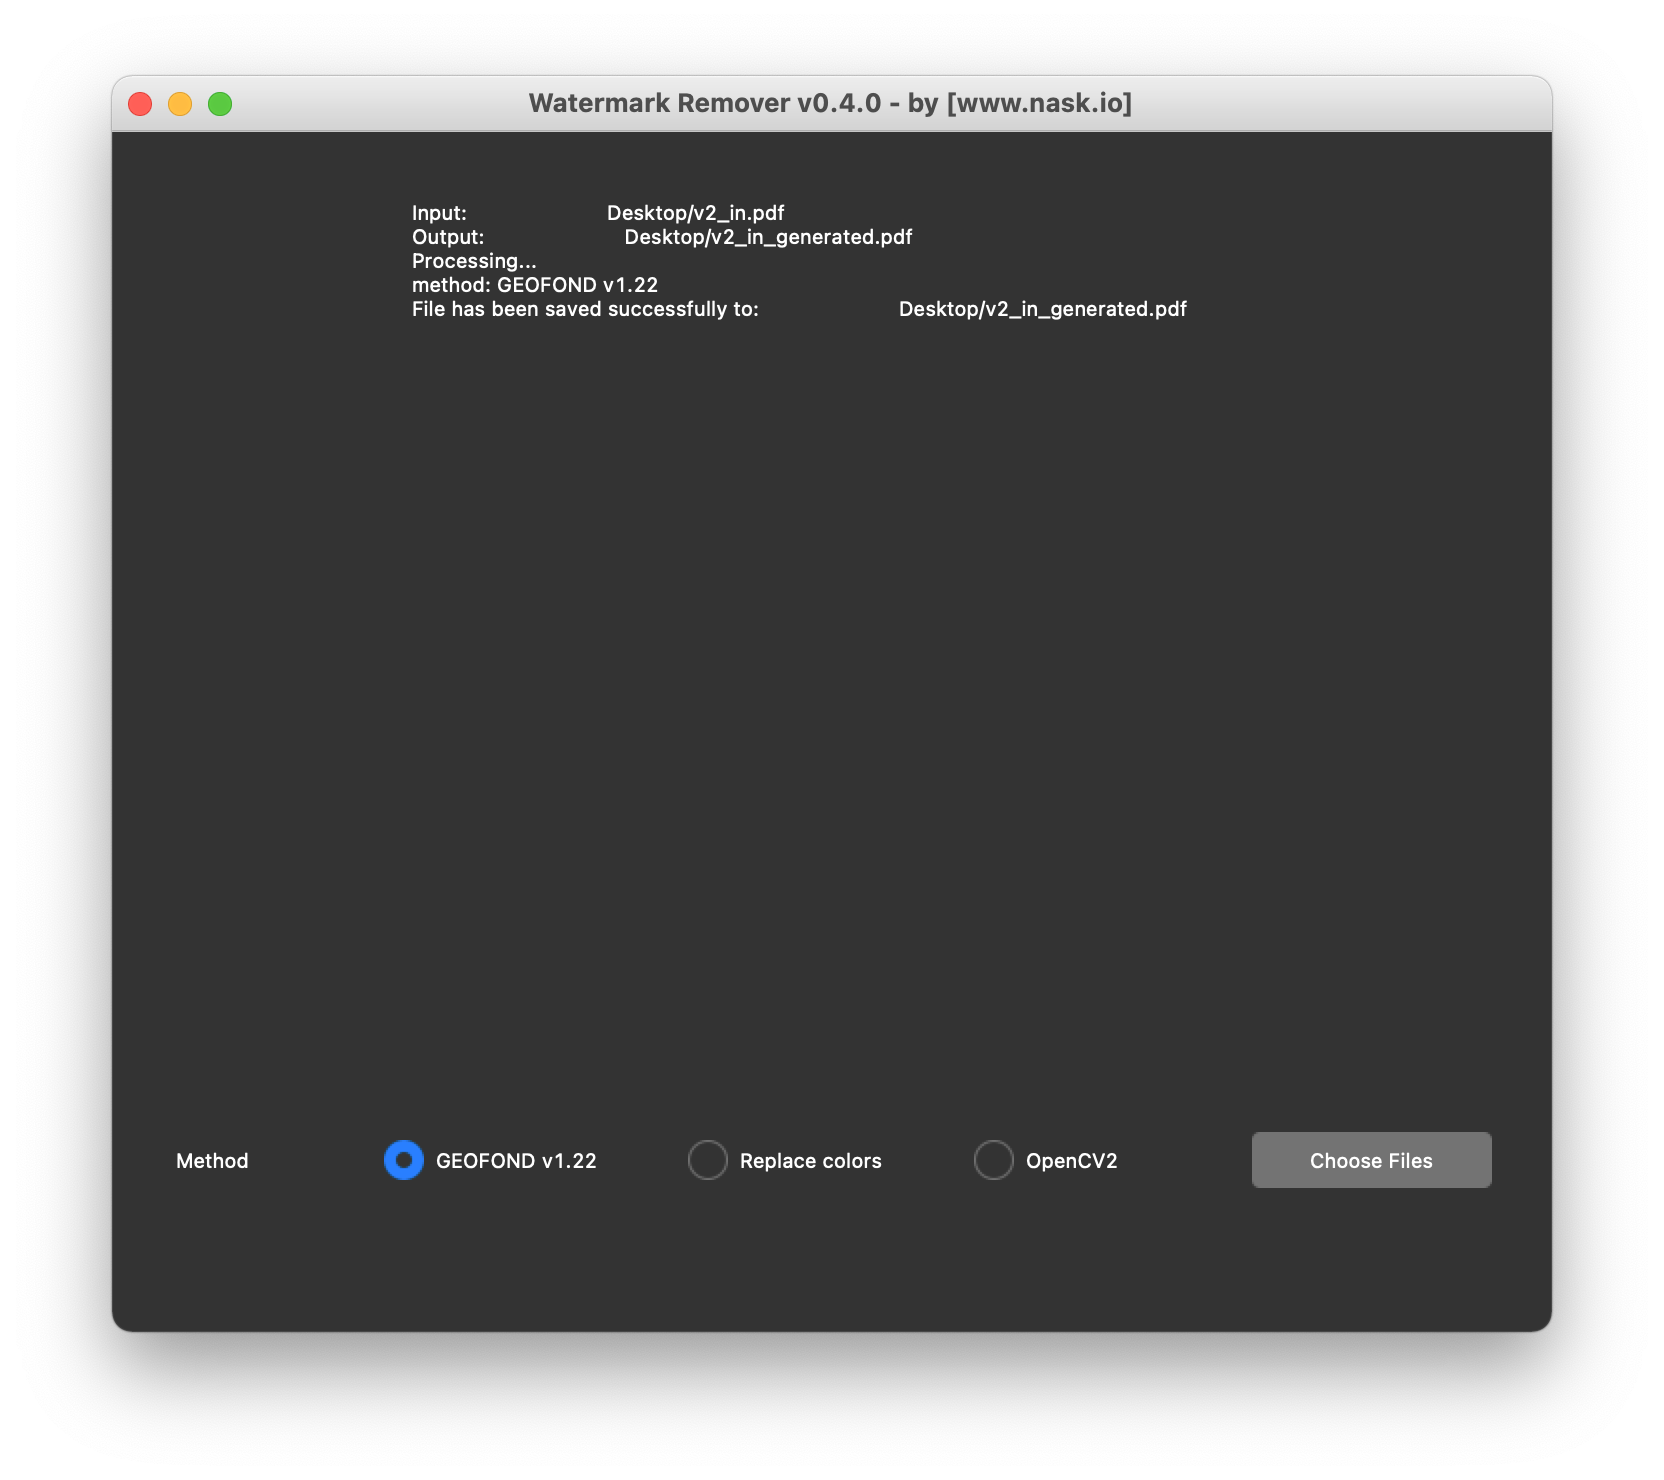 Watermark Remover v0.4.0 - by [www.nask.io]
Input: Desktop/v2_in.pdf
Output: Desktop/v2_in_generated.pdf
Processing...
method: GEOFOND v1.22
File has been saved successfully to: Desktop/v2_in_generated.pdf
Method GEOFOND v1.22 Replace colors OpenCV2 Choose Files